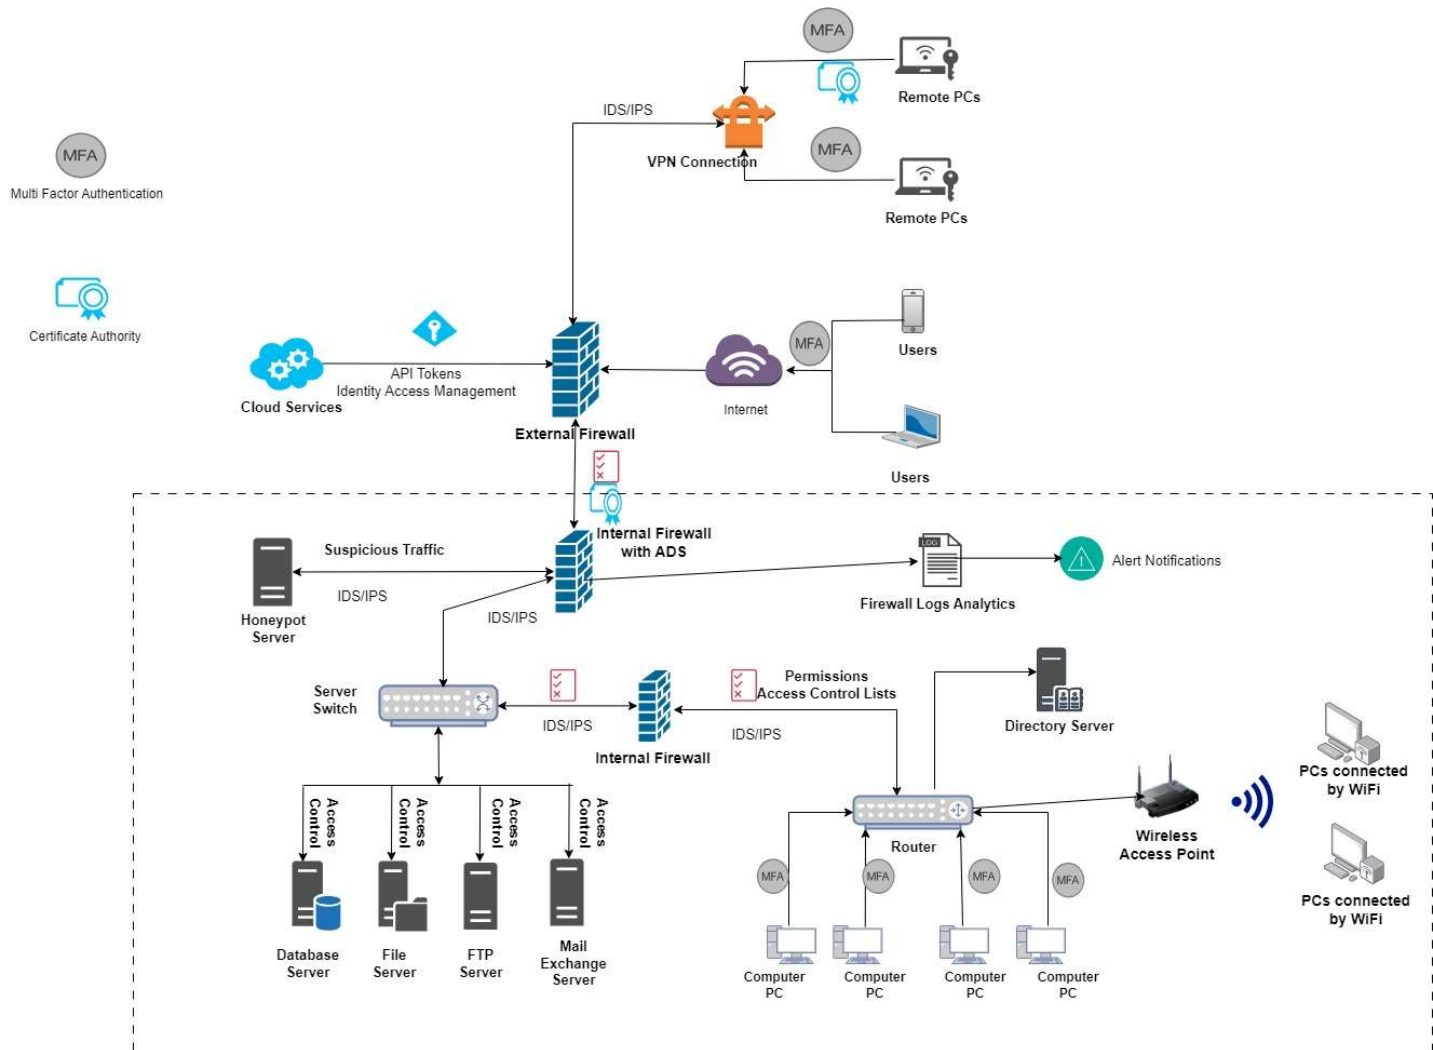 MFA
Remote PCs
IDS/IPS
MFA
VPN Connection
Remote PCs
MFA
Multi Factor Authentication
Certificate Authority
Users
MFA
API Tokens
Identity Access Management
Cloud Services
Internet
External Firewall
Users
Internal Firewall
with ADS
Suspicious Traffic
IDS/IPS
Honeypot
Server
IDS/IPS
LOG
Firewall Logs Analytics
Alert Notifications
Server
Switch
IDS/IPS
Internal Firewall
Permissions
Access Control Lists
IDS/IPS
Directory Server
PCs connected
by WiFi
Wireless
Access Point
PCs connected
by WiFi
Router
Access
Control
Access
Control
Access
Control
Access
Control
MFA
MFA
MFA
MFA
Database
Server
File
Server
FTP
Server
Mail
Exchange
Server
Computer
PC
Computer
PC
Computer
PC
Computer
PC